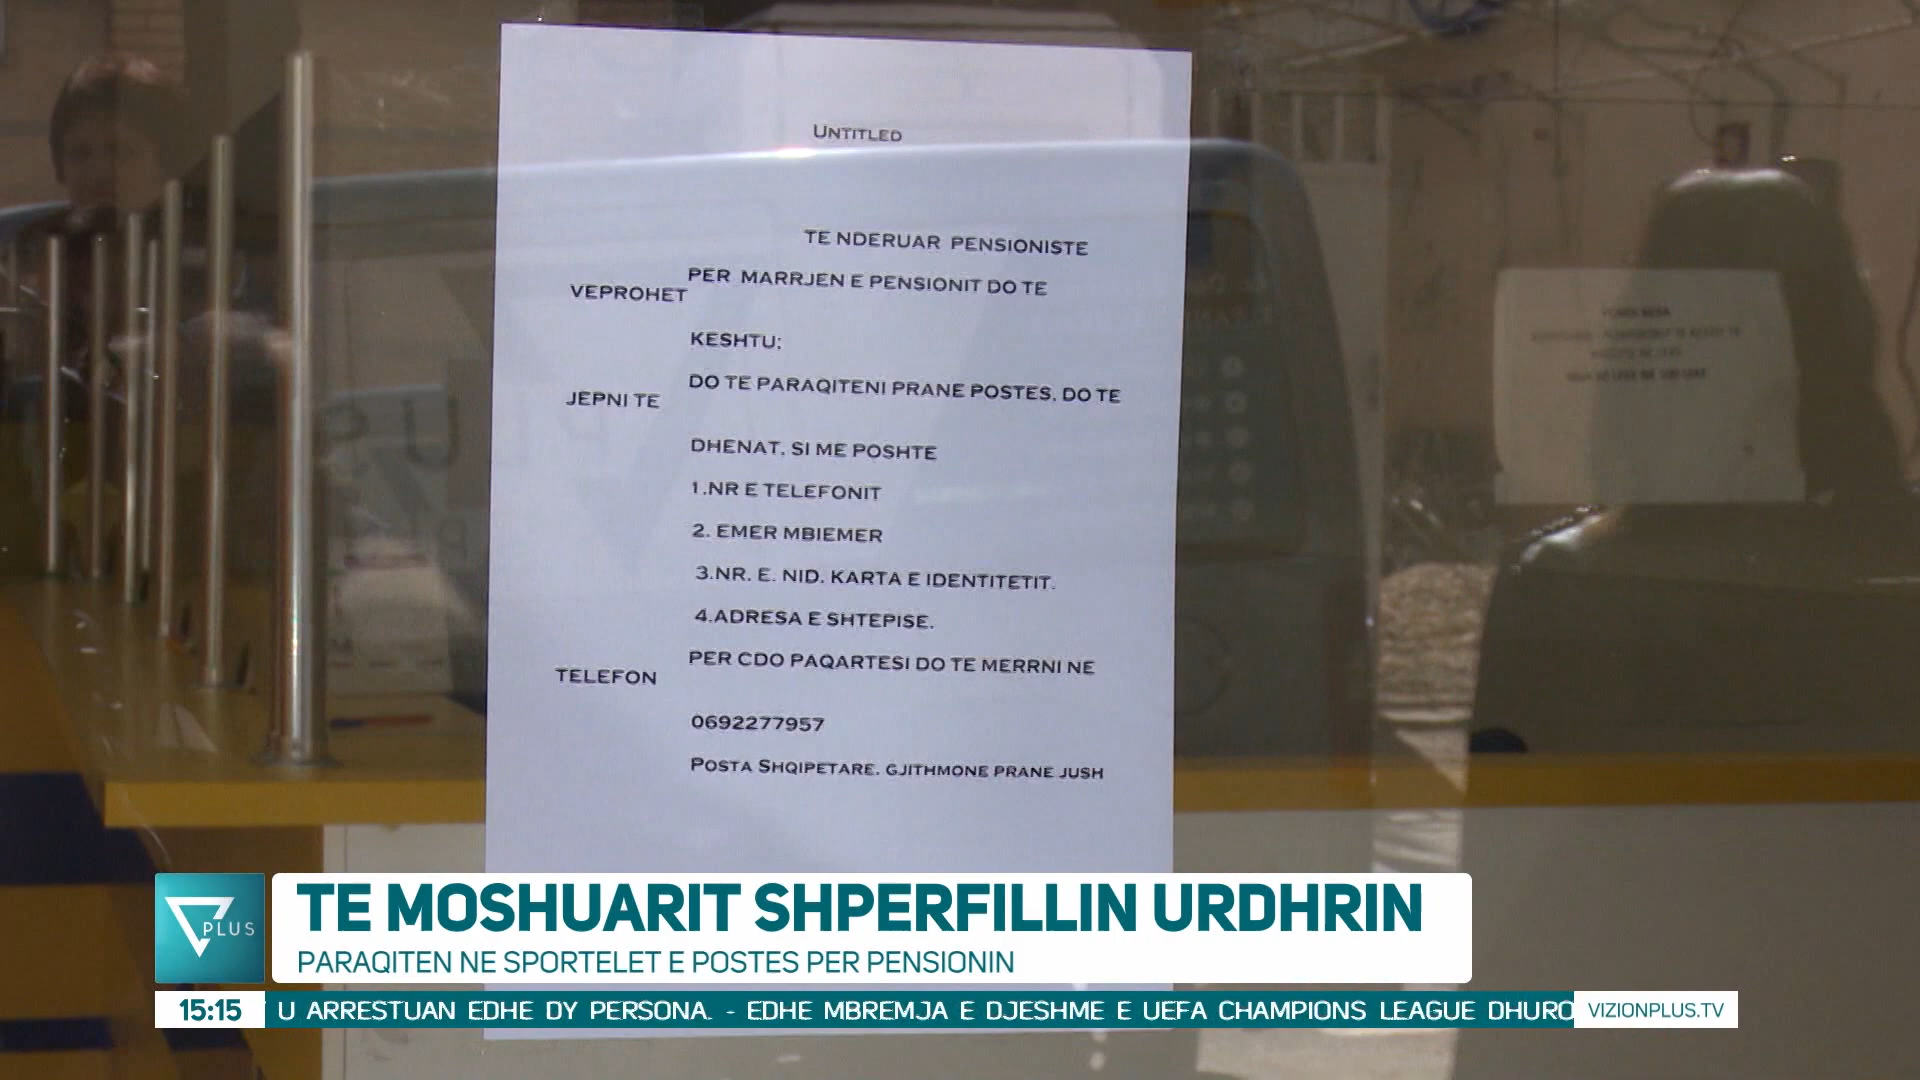 Untitled
TE NDERUAR PENSIONISTE
PER MARRJEN E PENSIONIT DO TE
VEPROHET
KESHTU;
DO TE PARAQITENI PRANE POSTES. DO TE
JEPNI TE
DHENAT. SI ME POSHTE
1.NR E TELEFONIT
2. EMER MBIEMER
3.NR. E. NID. KARTA E IDENTITETIT.
4.ADRESA E SHTEPISE.
PER CDO PAQARTESI DO TE MERRNI NE
TELEFON
0692277957
Posta Shqipetare. gjithmone prane jush
PLUS
TE MOSHUARIT SHPERFILLIN URDHRIN
PARAQITEN NE SPORTELET E POSTES PER PENSIONIN
15:15 U ARRESTUAN EDHE DY PERSONA. - EDHE MBREMJA E DJESHME E UEFA CHAMPIONS LEAGUE DHURO VIZIONPLUS.TV